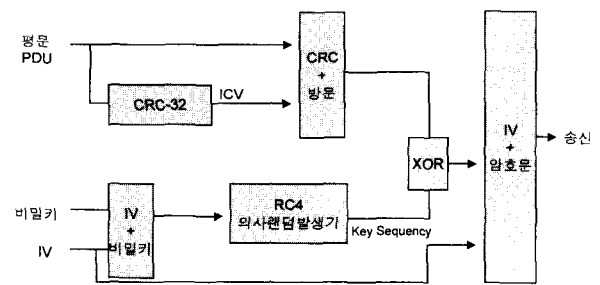 평문
PDU
CRC-32
ICV
CRC
+
방문
XOR
IV
+
암호문
송신
비밀키
IV
IV
+
비밀키
RC4
의사랜덤발생기
Key Sequency